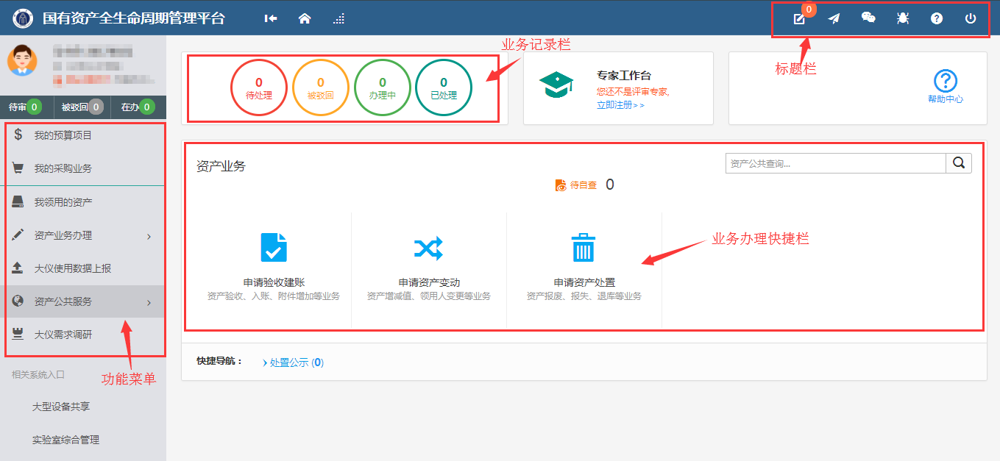 国有资产全生命周期管理平台
0
业务记录栏
标题栏
0
待处理
0
被驳回
0
办理中
0
已处理
专家工作台
您还不是评审专家,
立即注册>>
帮助中心
待审 0
被驳回 0
在办 0
我的预算项目
我的采购业务
我领用的资产
资产业务办理
大仪使用数据上报
资产公共服务
大仪需求调研
功能菜单
相关系统入口
大型设备共享
实验室综合管理
资产业务
资产公共查询...
待自查 0
业务办理快捷栏
申请验收建账
资产验收、入账、附件增加等业务
申请资产变动
资产增减值、领用人变更等业务
申请资产处置
资产报废、报失、退库等业务
快捷导航：
处置公示 (0)